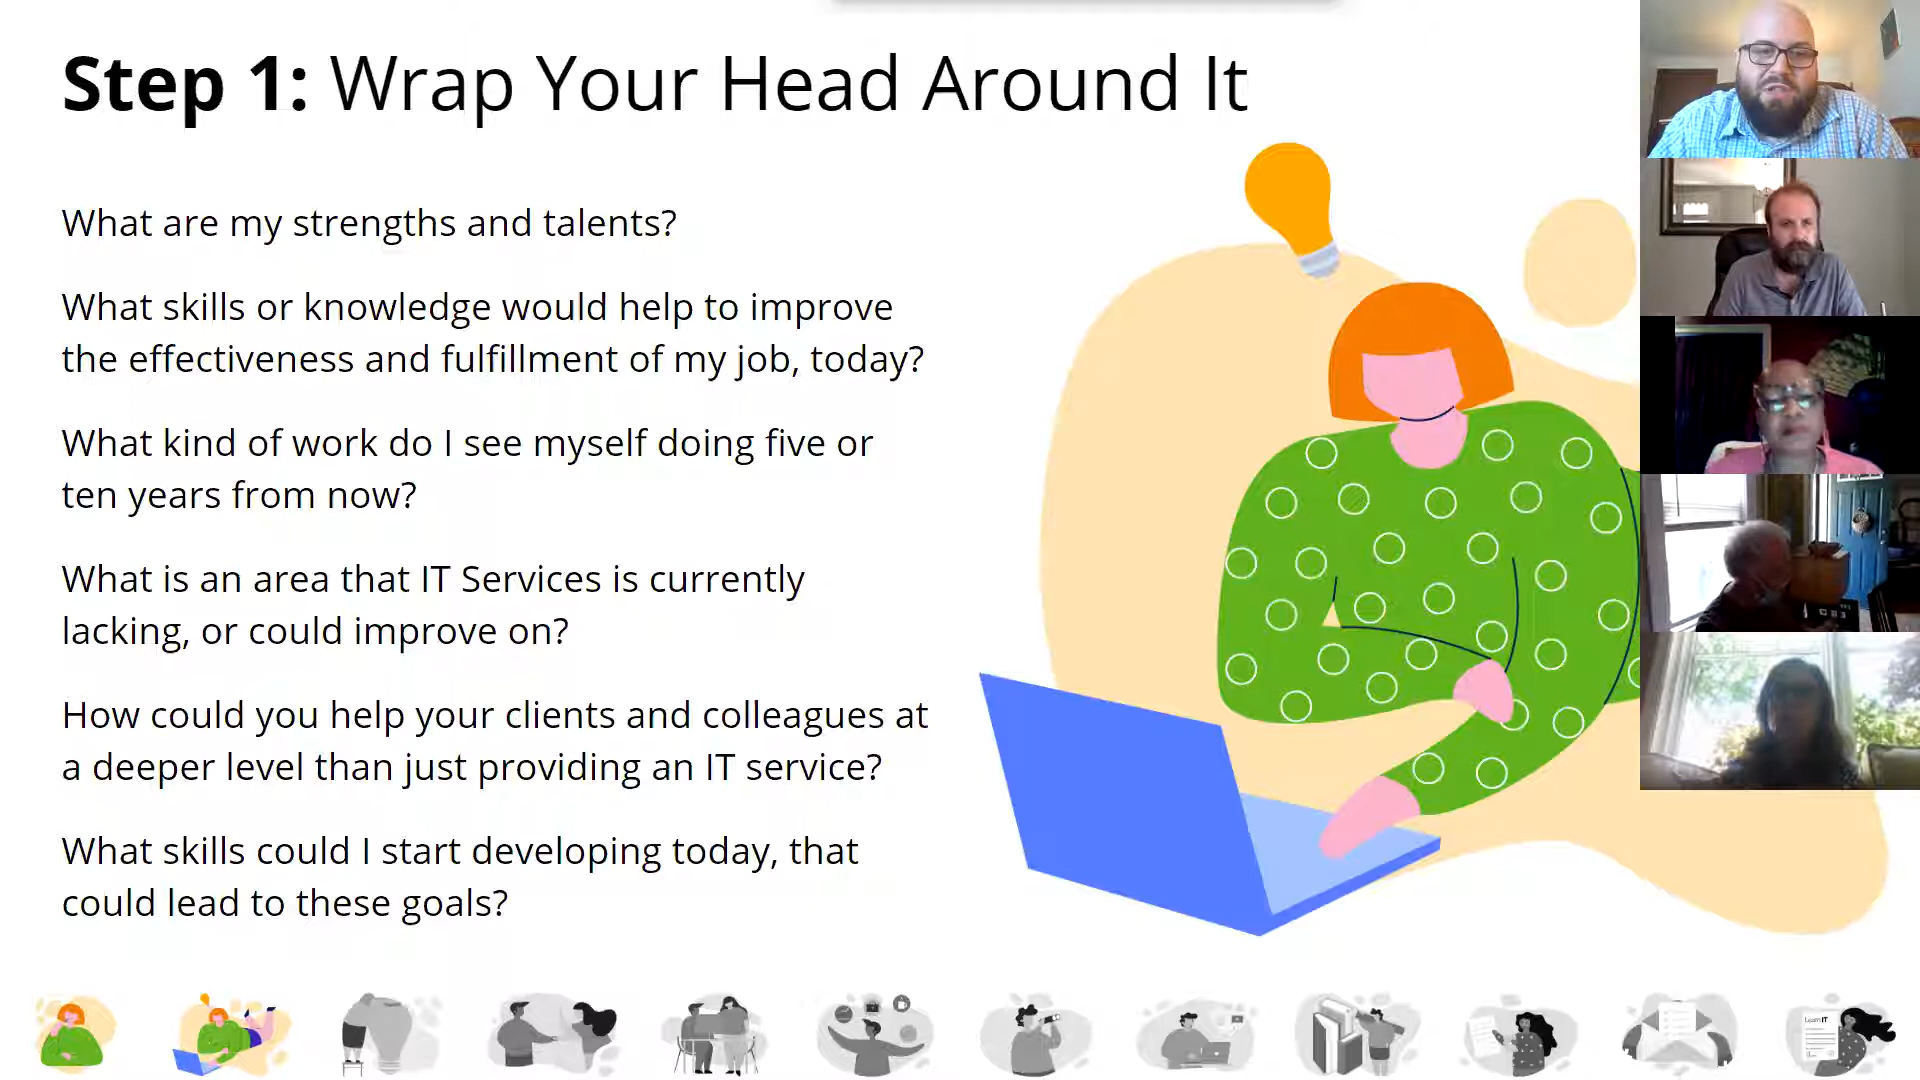 Step 1: Wrap Your Head Around It
What are my strengths and talents?
What skills or knowledge would help to improve
the effectiveness and fulfillment of my job, today?
What kind of work do I see myself doing five or
ten years from now?
What is an area that IT Services is currently
lacking, or could improve on?
How could you help your clients and colleagues at
a deeper level than just providing an IT service?
What skills could I start developing today, that
could lead to these goals?
Learn IT